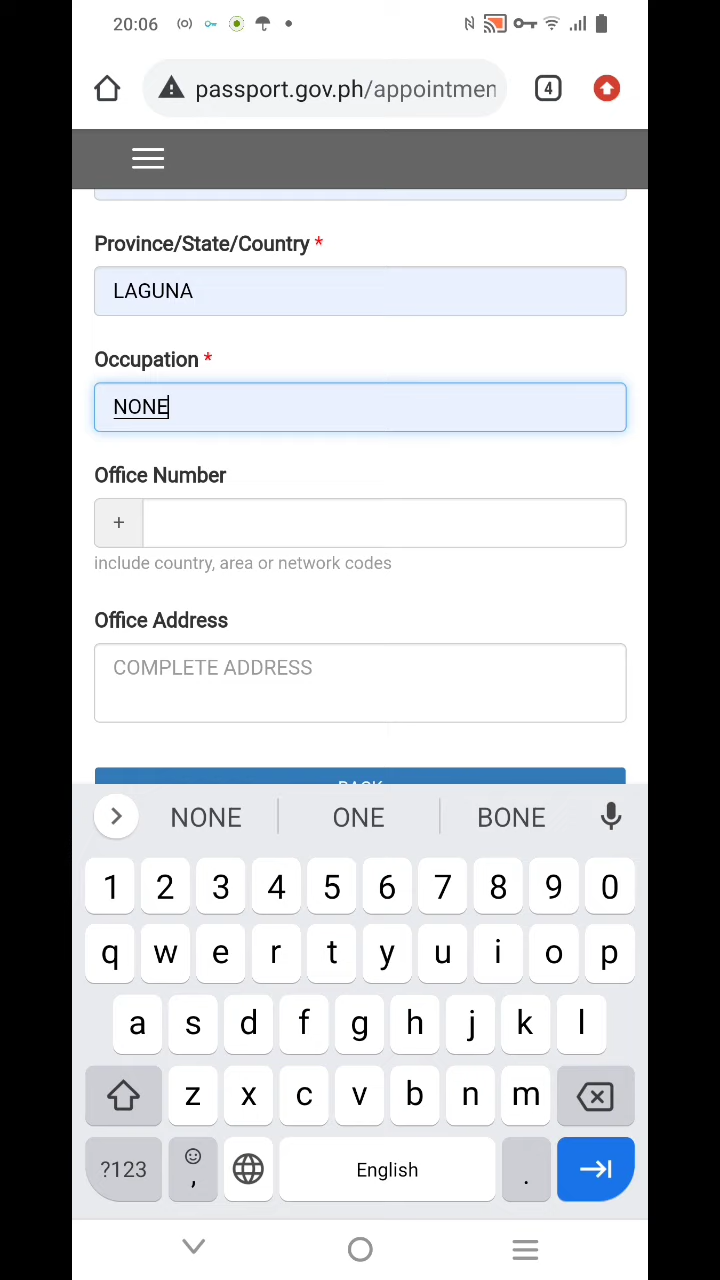 20:06
passport.gov.ph/appointmen
4
Province/State/Country *
LAGUNA
Occupation *
NONE
Office Number
+
include country, area or network codes
Office Address
COMPLETE ADDRESS
BACK
NONE ONE BONE
1 2 3 4 5 6 7 8 9 0
q w e r t y u i o p
a s d f g h j k l
z x c v b n m
?123 , English .